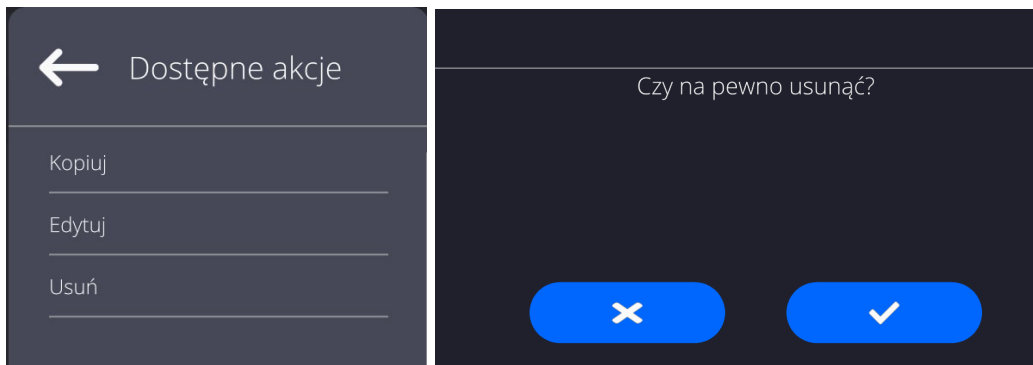 Dostępne akcje
Kopiuj
Edytuj
Usuń
Czy na pewno usunąć?